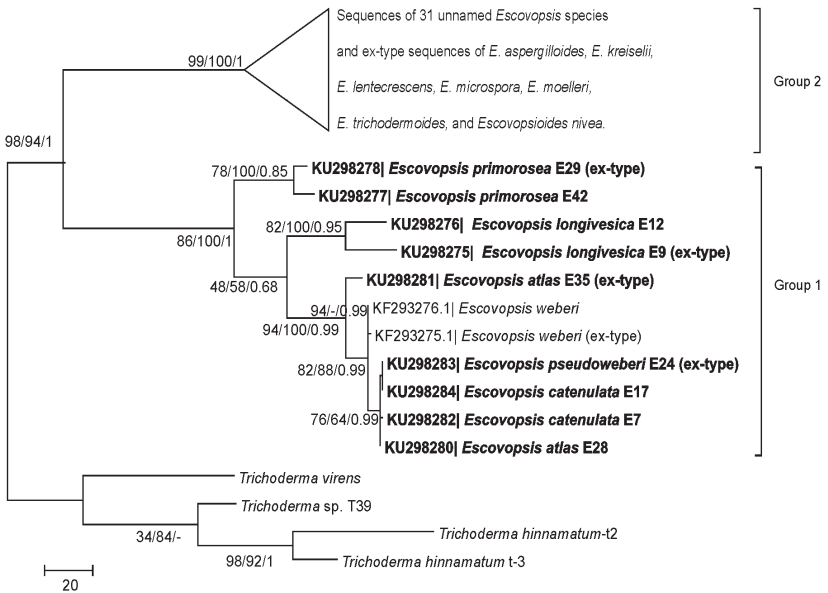 Sequences of 31 unnamed Escovopsis species
and ex-type sequences of E. aspergilloides, E. kreiselii,
E. lentecrescens, E. microspora, E. moelleri,
E. trichodermoides, and Escovopsioides nivea.
99/100/1
Group 2
98/94/1
78/100/0.85
KU298278| Escovopsis primorosea E29 (ex-type)
KU298277| Escovopsis primorosea E42
86/100/1
82/100/0.95
KU298276| Escovopsis longivesica E12
KU298275| Escovopsis longivesica E9 (ex-type)
48/58/0.68
KU298281| Escovopsis atlas E35 (ex-type)
Group 1
94/-/0.99
KF293276.1| Escovopsis weberi
94/100/0.99
KF293275.1| Escovopsis weberi (ex-type)
82/88/0.99
KU298283| Escovopsis pseudoweberi E24 (ex-type)
KU298284| Escovopsis catenulata E17
76/64/0.99
KU298282| Escovopsis catenulata E7
KU298280| Escovopsis atlas E28
Trichoderma virens
Trichoderma sp. T39
34/84/-
Trichoderma hinnamatum-t2
98/92/1
Trichoderma hinnamatum t-3
20